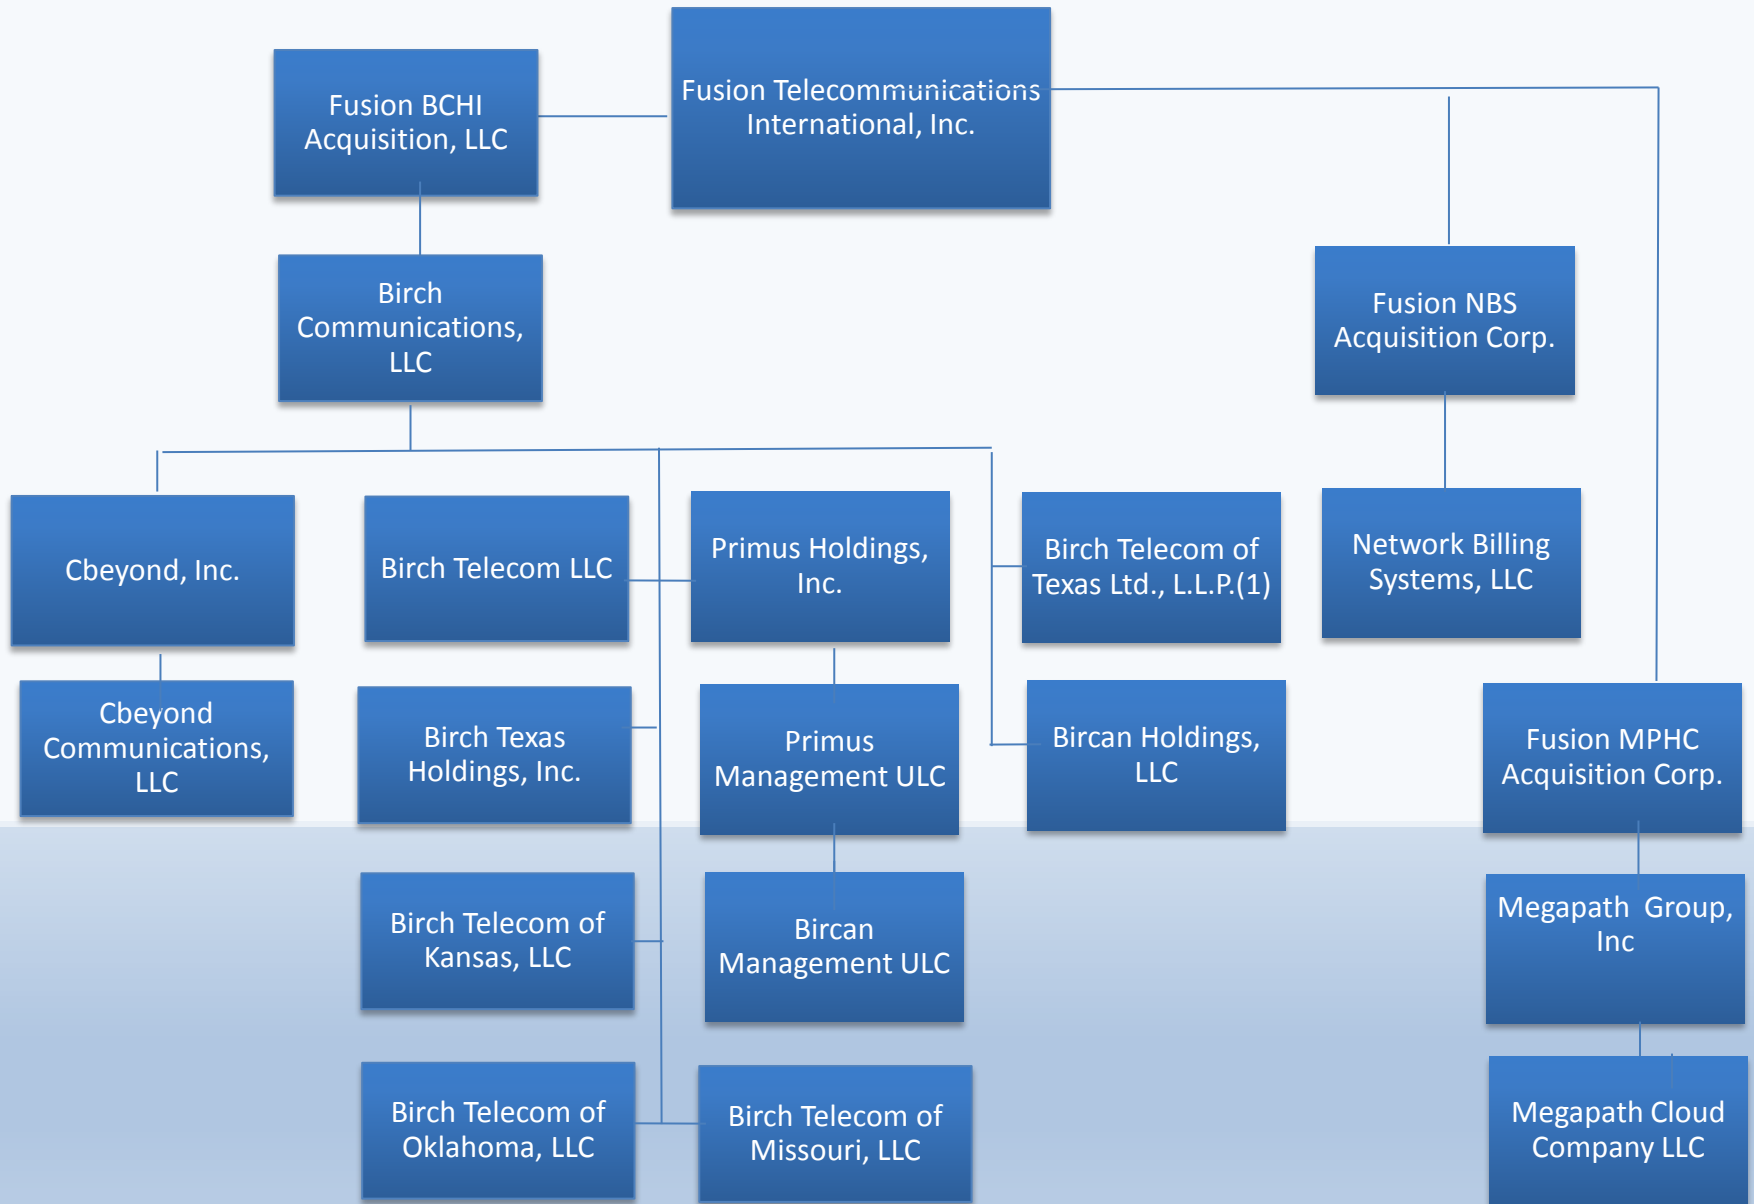 Fusion Telecommunications
International, Inc.
Fusion BCHI
Acquisition, LLC
Birch
Communications,
LLC
Fusion NBS
Acquisition Corp.
Cbeyond, Inc.
Birch Telecom LLC
Primus Holdings,
Inc.
Birch Telecom of
Texas Ltd., L.L.P.(1)
Network Billing
Systems, LLC
Cbeyond
Communications,
LLC
Birch Texas
Holdings, Inc.
Primus
Management ULC
Bircan Holdings,
LLC
Fusion MPHC
Acquisition Corp.
Birch Telecom of
Kansas, LLC
Bircan
Management ULC
Megapath  Group,
Inc
Birch Telecom of
Oklahoma, LLC
Birch Telecom of
Missouri, LLC
Megapath Cloud
Company LLC